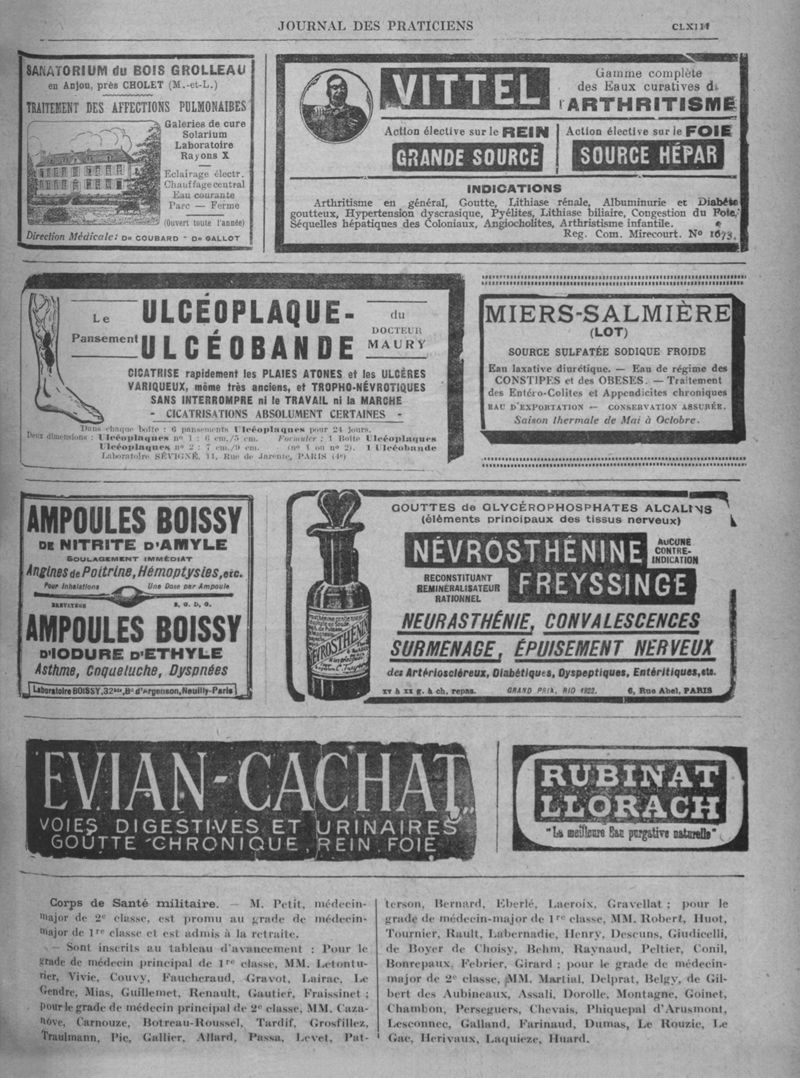 JOURNAL DES PRATICIENS
SANATORIUM du BOIS GROLLEAU
en Anjou, près CHOLET (M.-et-L.)
TRAITEMENT DES AFFECTIONS PULMONAIRES
Galeries de cure
Solarium
Laboratoire
Rayons X
Eclairage électr.
Chauffage central
Eau courante
Parc — Ferme
(Ouvert toute l'année)
Direction Médicale: Dr COUBARD - Dr GALLOT
VITTEL
Gamme complète
des Eaux curatives d
l'ARTHRITISME
Action élective sur le REIN
GRANDE SOURCE
Action élective sur le FOIE
SOURCE HÉPAR
INDICATIONS
Arthritisme en général, Goutte, Lithiase rénale, Albuminurie et Diabète
goutteux, Hypertension dyscrasique, Pyélites, Lithiase biliaire, Congestion du Foie,
Séquelles hépatiques des Coloniaux, Angiocholites, Arthristisme infantile.
Reg. Com. Mirecourt. No 1673.
Le
Pansement
ULCÉOPLAQUE-
ULCÉOBANDE
du
DOCTEUR
MAURY
CICATRISE rapidement les PLAIES ATONES et les ULCÈRES
VARIQUEUX, même très anciens, et TROPHO-NÉVROTIQUES
SANS INTERROMPRE ni le TRAVAIL ni la MARCHE
- CICATRISATIONS ABSOLUMENT CERTAINES -
Dans chaque boîte : 6 pansements Ulcéoplaques pour 24 jours.
Deux dimensions : Ulcéoplaques no 1 : 6 cm./5 cm. Formuler : 1 Boîte Ulcéoplaques
Ulcéoplaques no 2 : 7 cm./9 cm. (no 1 ou no 2). 1 Ulcéobande
Laboratoire SÉVIGNÉ, 11, Rue de Jarente, PARIS (4e)
MIERS-SALMIÈRE
(LOT)
SOURCE SULFATÉE SODIQUE FROIDE
Eau laxative diurétique. — Eau de régime des
CONSTIPES et des OBESES. — Traitement
des Entéro-Colites et Appendicites chroniques
EAU D'EXPORTATION — CONSERVATION ASSURÉE.
Saison thermale de Mai à Octobre.
AMPOULES BOISSY
DE NITRITE D'AMYLE
SOULAGEMENT IMMÉDIAT
Angines de Poitrine, Hémoptysies, etc.
Pour Inhalations Une Dose par Ampoule
BREVETÉES S. G. D. G.
AMPOULES BOISSY
D'IODURE D'ETHYLE
Asthme, Coqueluche, Dyspnées
Laboratoire BOISSY, 32bis, Bd d'Argenson, Neuilly-Paris
GOUTTES de GLYCÉROPHOSPHATES ALCALINS
(éléments principaux des tissus nerveux)
NÉVROSTHÉNINE
AUCUNE
CONTRE-
INDICATION
RECONSTITUANT
REMINÉRALISATEUR
RATIONNEL
FREYSSINGE
NÉVROSTHÉNINE
NEURASTHÉNIE, CONVALESCENCES
SURMENAGE, ÉPUISEMENT NERVEUX
des Artérioscléreux, Diabétiques, Dyspeptiques, Entéritiques, etc.
XV à XX g. à ch. repas. GRAND PRIX, RIO 1922. 6, Rue Abel, PARIS
EVIAN-CACHAT
VOIES DIGESTIVES ET URINAIRES
GOUTTE CHRONIQUE, REIN, FOIE
RUBINAT
LLORACH
"La meilleure Eau purgative naturelle"
Corps de Santé militaire. — M. Petit, médecin-
major de 2e classe, est promu au grade de médecin-
major de 1re classe et est admis à la retraite.
— Sont inscrits au tableau d'avancement : Pour le
grade de médecin principal de 1re classe, MM. Letontu-
rier, Vivie, Couvy, Faucheraud, Gravot, Lairac, Le
Gendre, Mias, Guillemet, Renault, Gautier, Fraissinet ;
pour le grade de médecin principal de 2e classe, MM. Caza-
nove, Carnouze, Botreau-Roussel, Tardif, Grosfillez,
Traulmann, Pic, Gallier, Allard, Passa, Levet, Pat-
terson, Bernard, Eberlé, Lacroix, Gravellat ; pour le
grade de médecin-major de 1re classe, MM. Robert, Huot,
Tournier, Rault, Labernadie, Henry, Descuns, Giudicelli,
de Boyer de Choisy, Behm, Raynaud, Peltier, Conil,
Bonrepaux, Febrier, Girard ; pour le grade de médecin-
major de 2e classe, MM. Martial, Delprat, Belgy, de Gil-
bert des Aubineaux, Assali, Dorolle, Montagne, Goinet,
Chambon, Perseguers, Chevais, Phiquepal d'Arusmont,
Lesconnec, Galland, Farinaud, Dumas, Le Rouzic, Le
Gac, Herivaux, Laquieze, Huard.